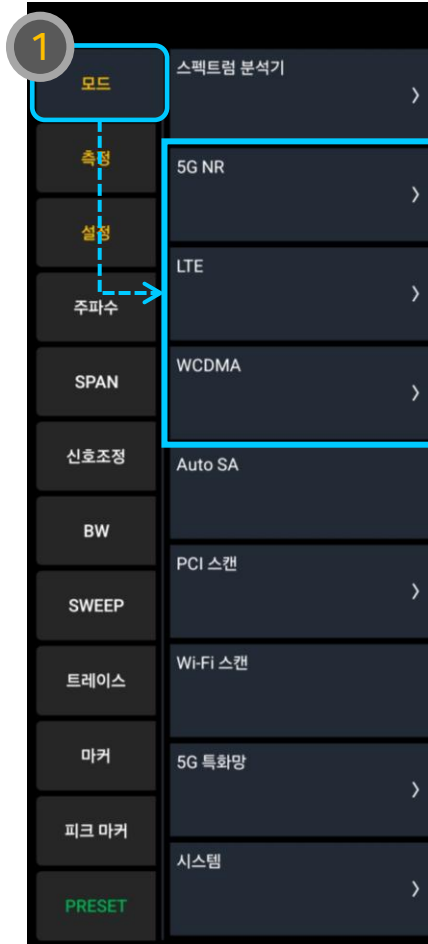 1
모드
측정
설정
주파수
SPAN
신호조정
BW
SWEEP
트레이스
마커
피크 마커
PRESET
스펙트럼 분석기
5G NR
LTE
WCDMA
Auto SA
PCI 스캔
Wi-Fi 스캔
5G 특화망
시스템